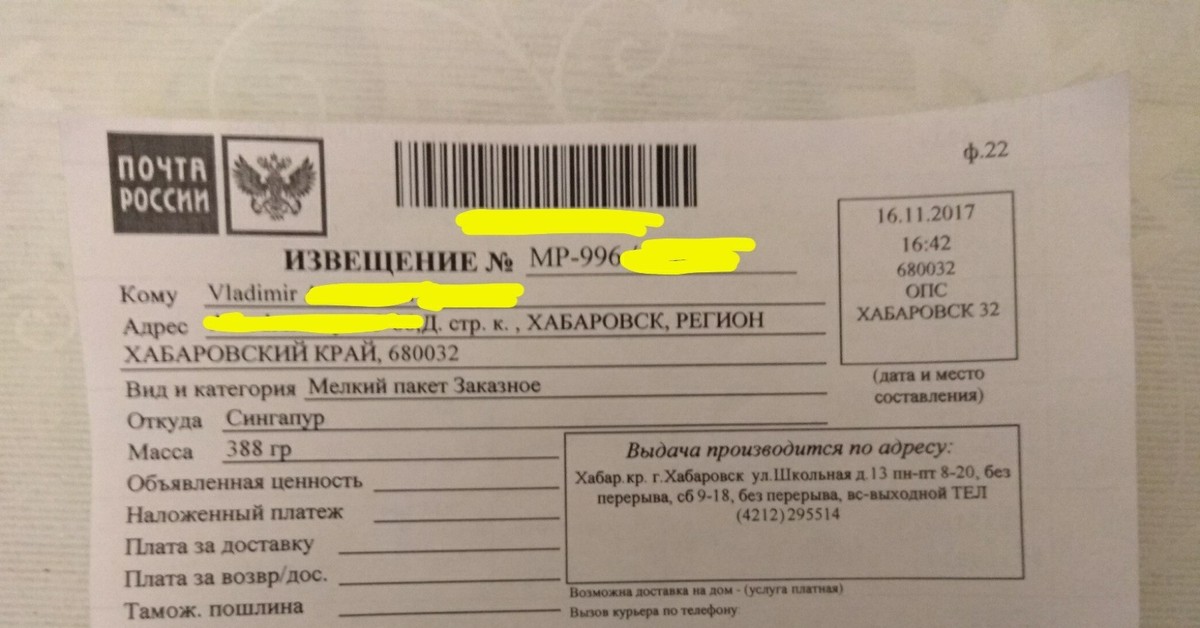 ПОЧТА
РОССИИ
ф.22
ИЗВЕЩЕНИЕ № MP-996
16.11.2017
16:42
680032
ОПС
ХАБАРОВСК 32
(дата и место
составления)
Кому Vladimir
Адрес Д. стр. к. , ХАБАРОВСК, РЕГИОН
ХАБАРОВСКИЙ КРАЙ, 680032
Вид и категория Мелкий пакет Заказное
Откуда Сингапур
Масса 388 гр
Объявленная ценность
Наложенный платеж
Плата за доставку
Плата за возвр/дос.
Тамож. пошлина
Выдача производится по адресу:
Хабар.кр. г.Хабаровск ул.Школьная д.13 пн-пт 8-20, без
перерыва, сб 9-18, без перерыва, вс-выходной ТЕЛ
(4212)295514
Возможна доставка на дом - (услуга платная)
Вызов курьера по телефону